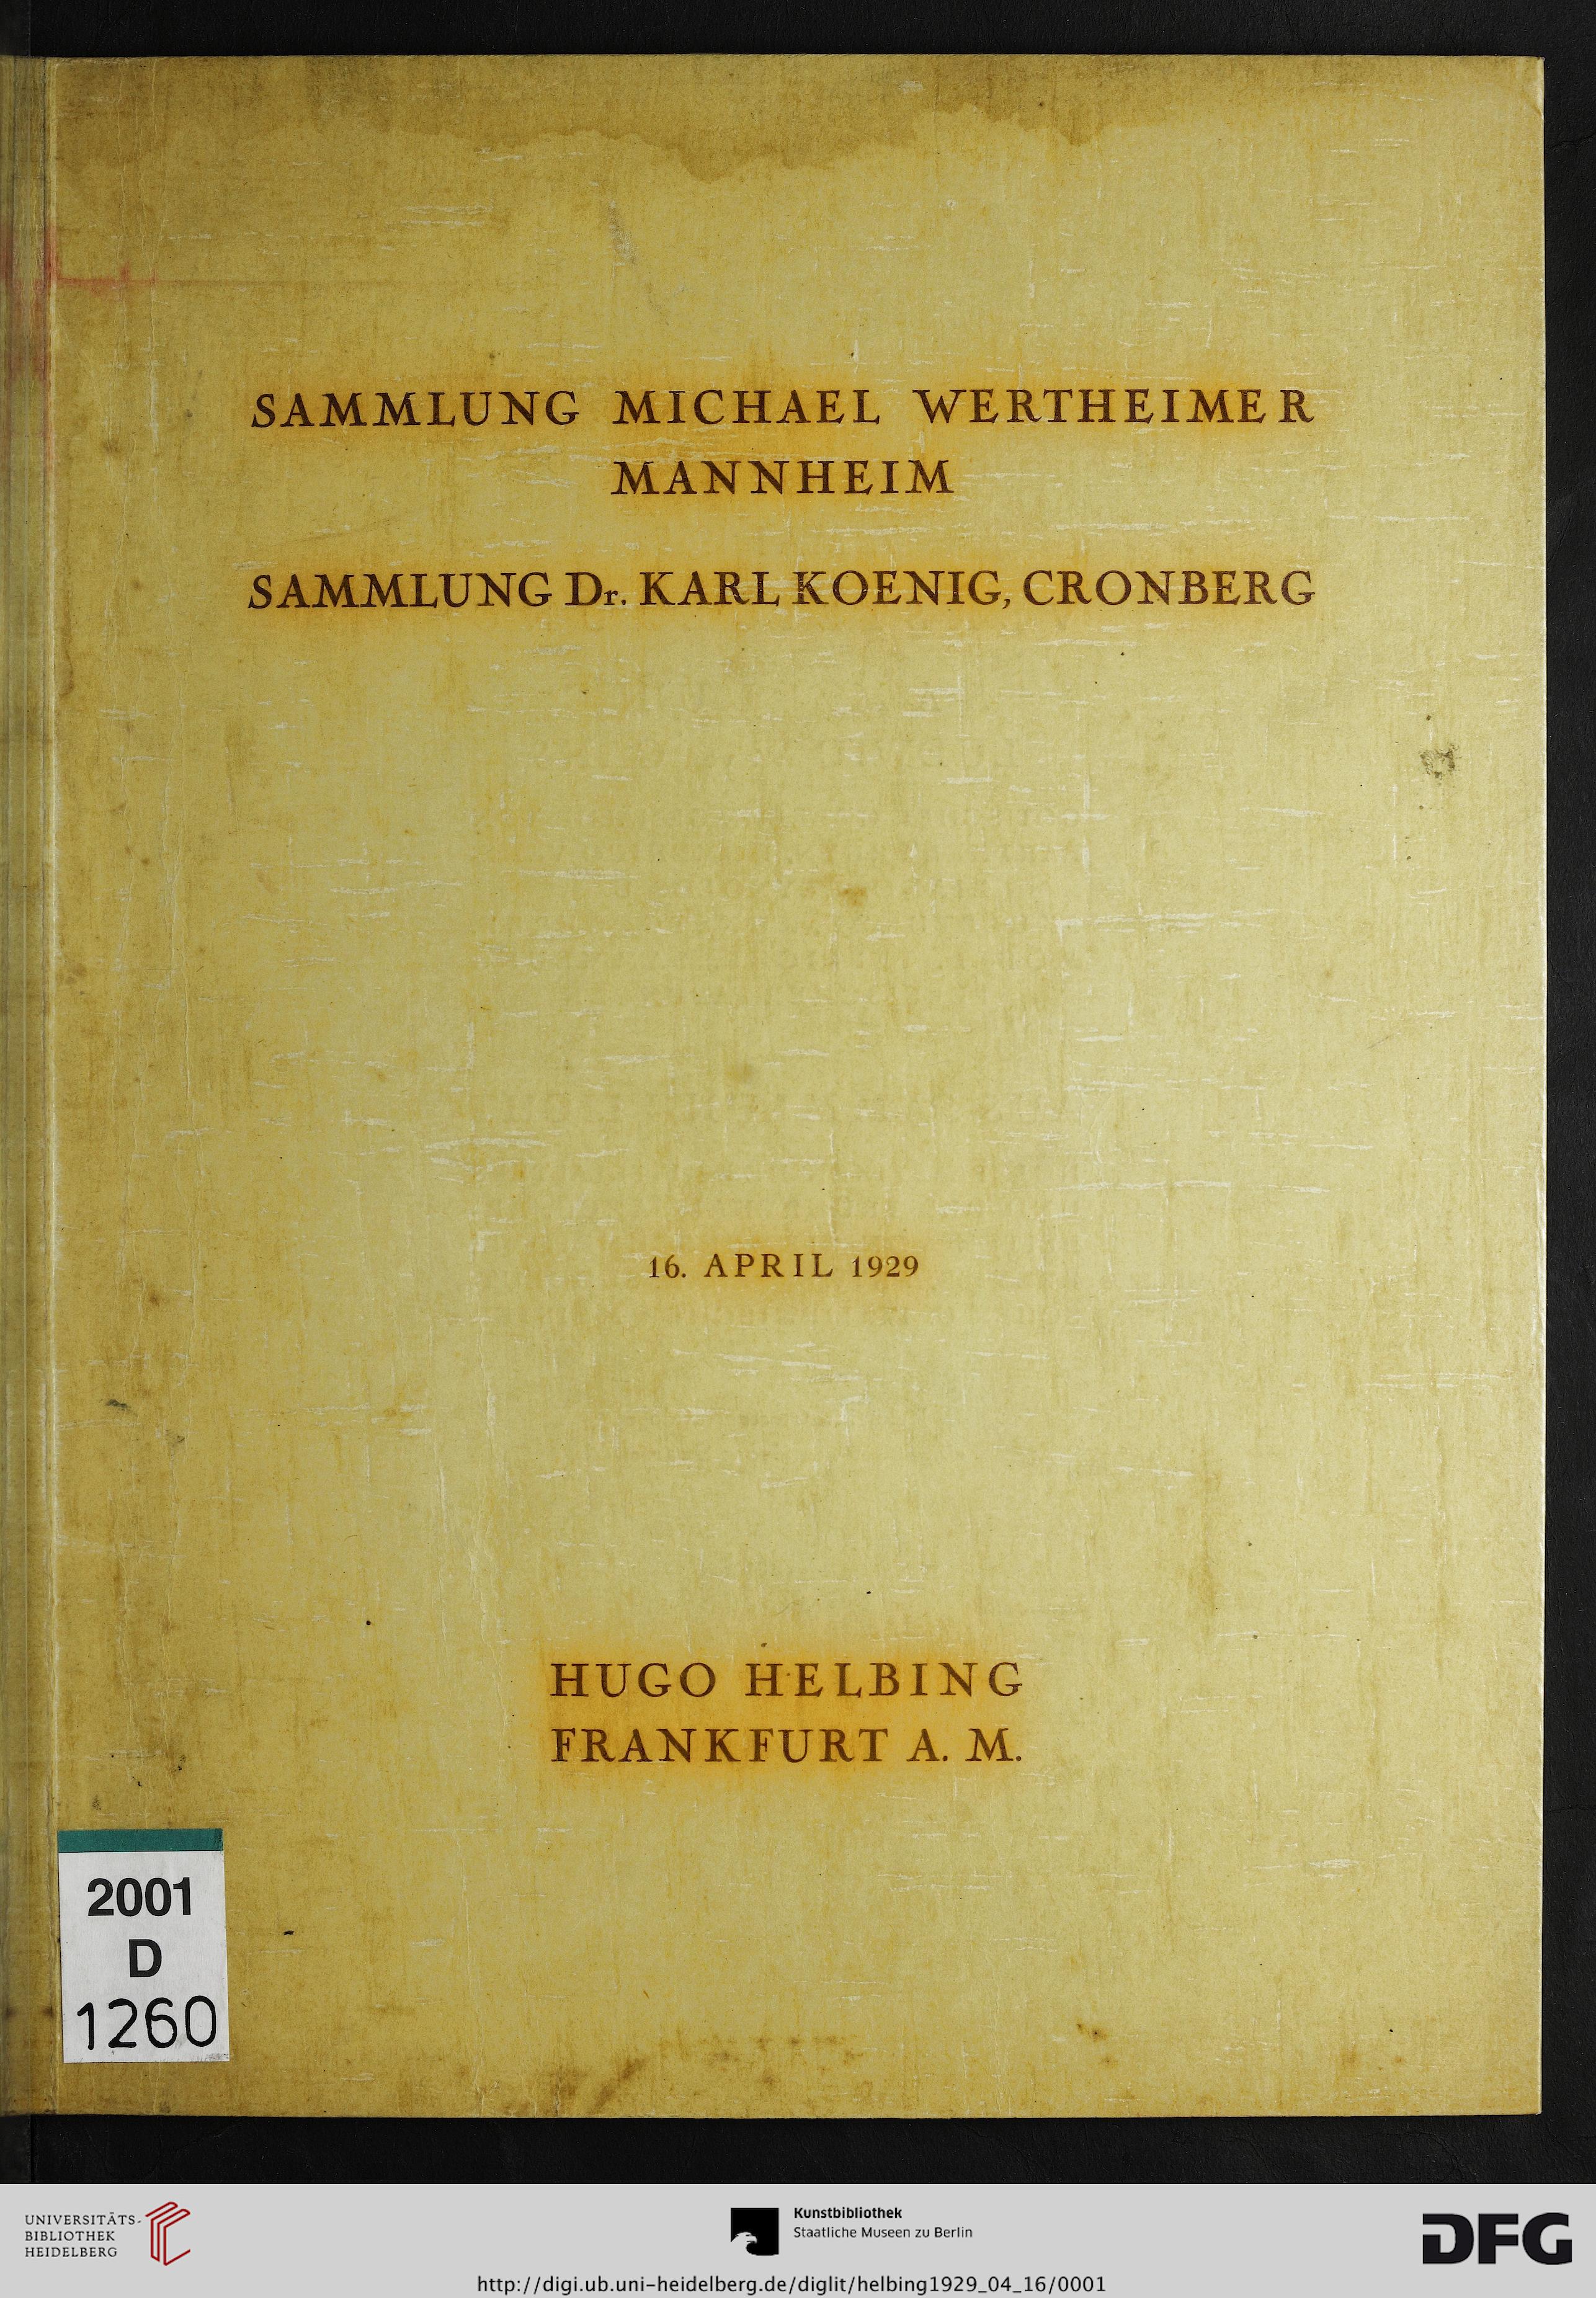 SAMMLUNG MICHAEL WERTHEIMER
MANNHEIM
SAMMLUNG Dr. KARL KOENIG, CRONBERG
16. APRIL 1929
HUGO HELBING
FRANKFURT A. M.
2001
D
1260
UNIVERSITÄTS-
BIBLIOTHEK
HEIDELBERG
Kunstbibliothek
Staatliche Museen zu Berlin
DFG
http://digi.ub.uni-heidelberg.de/diglit/helbing1929_04_16/0001